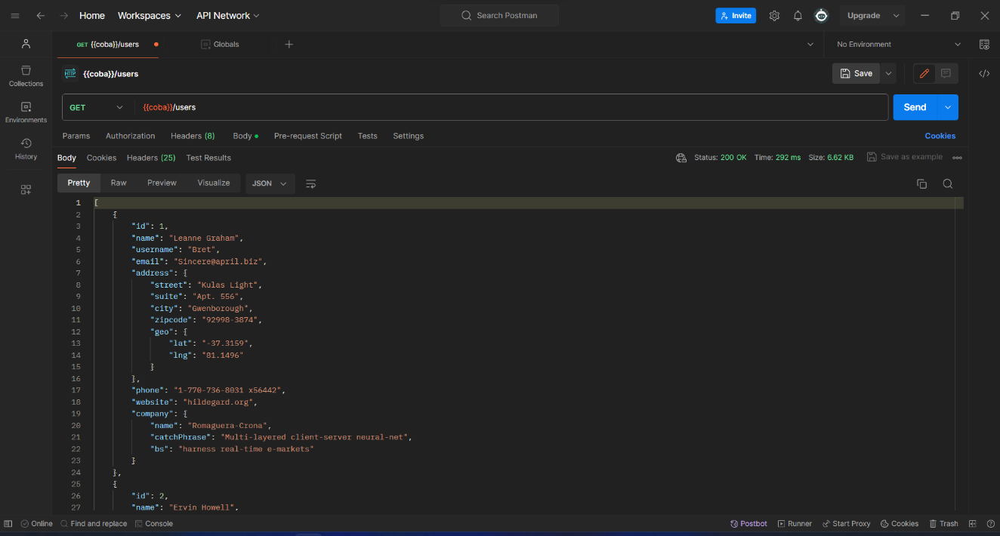 Home Workspaces API Network Search Postman Invite Upgrade
GET {{coba}}/users Globals No Environment
HTTP {{coba}}/users Save
Collections
Environments
History
GET {{coba}}/users Send
Params Authorization Headers (8) Body Pre-request Script Tests Settings Cookies
Body Cookies Headers (25) Test Results Status: 200 OK Time: 292 ms Size: 6.62 KB Save as example
Pretty Raw Preview Visualize JSON
1 [
2 {
3 "id": 1,
4 "name": "Leanne Graham",
5 "username": "Bret",
6 "email": "Sincere@april.biz",
7 "address": {
8 "street": "Kulas Light",
9 "suite": "Apt. 556",
10 "city": "Gwenborough",
11 "zipcode": "92998-3874",
12 "geo": {
13 "lat": "-37.3159",
14 "lng": "81.1496"
15 }
16 },
17 "phone": "1-770-736-8031 x56442",
18 "website": "hildegard.org",
19 "company": {
20 "name": "Romaguera-Crona",
21 "catchPhrase": "Multi-layered client-server neural-net",
22 "bs": "harness real-time e-markets"
23 }
24 },
25 {
26 "id": 2,
27 "name": "Ervin Howell",
Online Find and replace Console Postbot Runner Start Proxy Cookies Trash